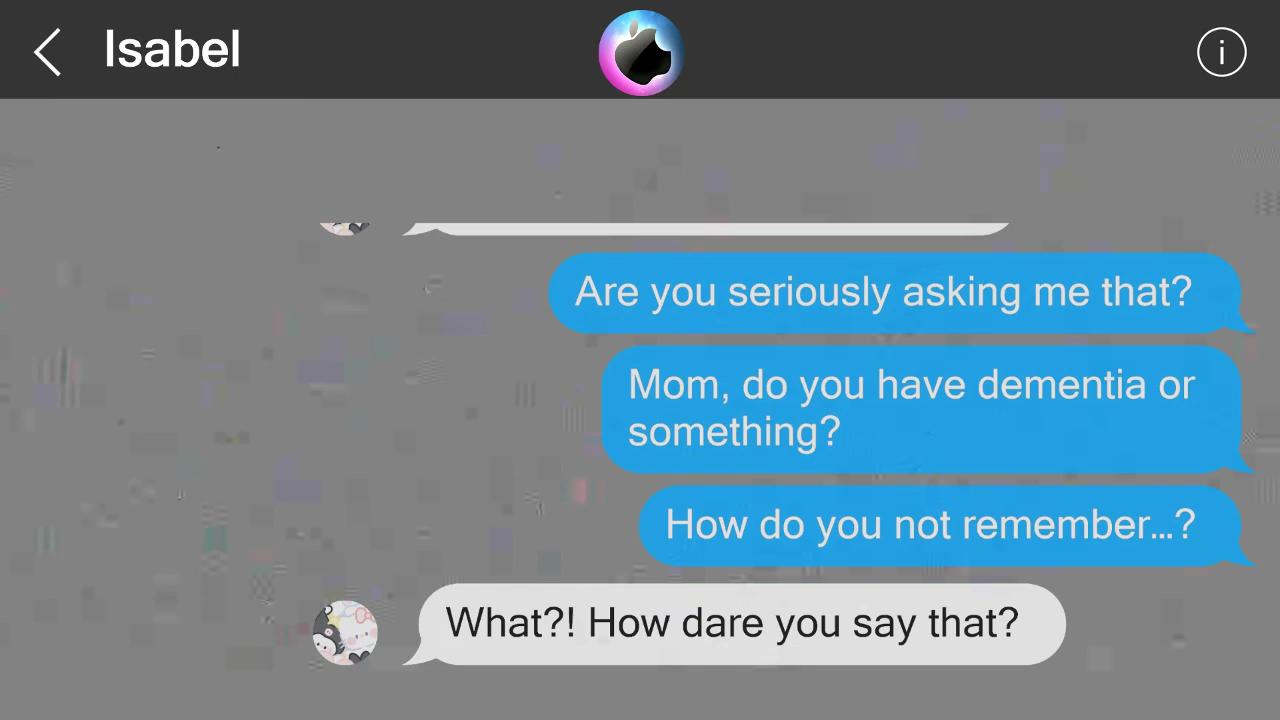 Isabel
i
Are you seriously asking me that?
Mom, do you have dementia or
something?
How do you not remember...?
What?! How dare you say that?